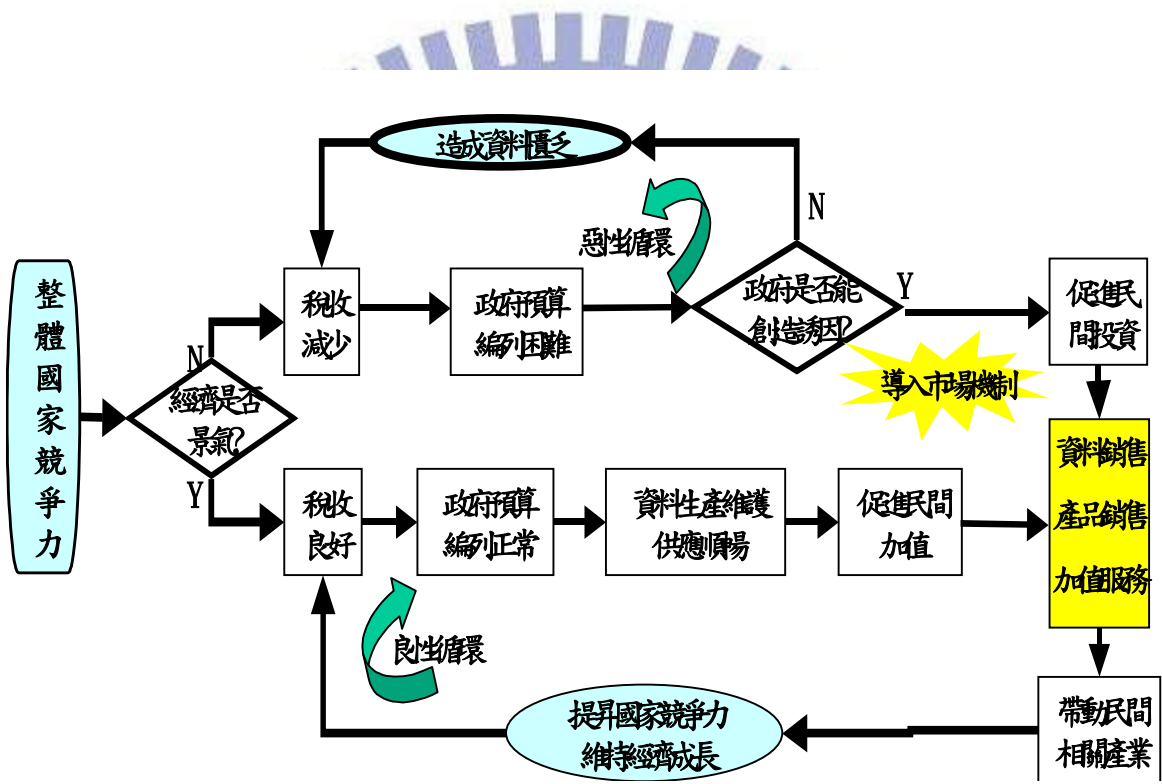 造成資料匱乏
N
惡性循環
整體國家競爭力
稅收
減少
政府預算
編列困難
政府是否能
創造誘因?
Y
促進民
間投資
N
經濟是否
景氣?
Y
導入市場機制
稅收
良好
政府預算
編列正常
資料生產維護
供應順暢
促進民間
加值
資料銷售
產品銷售
加值服務
良性循環
提昇國家競爭力
維持經濟成長
帶動民間
相關產業